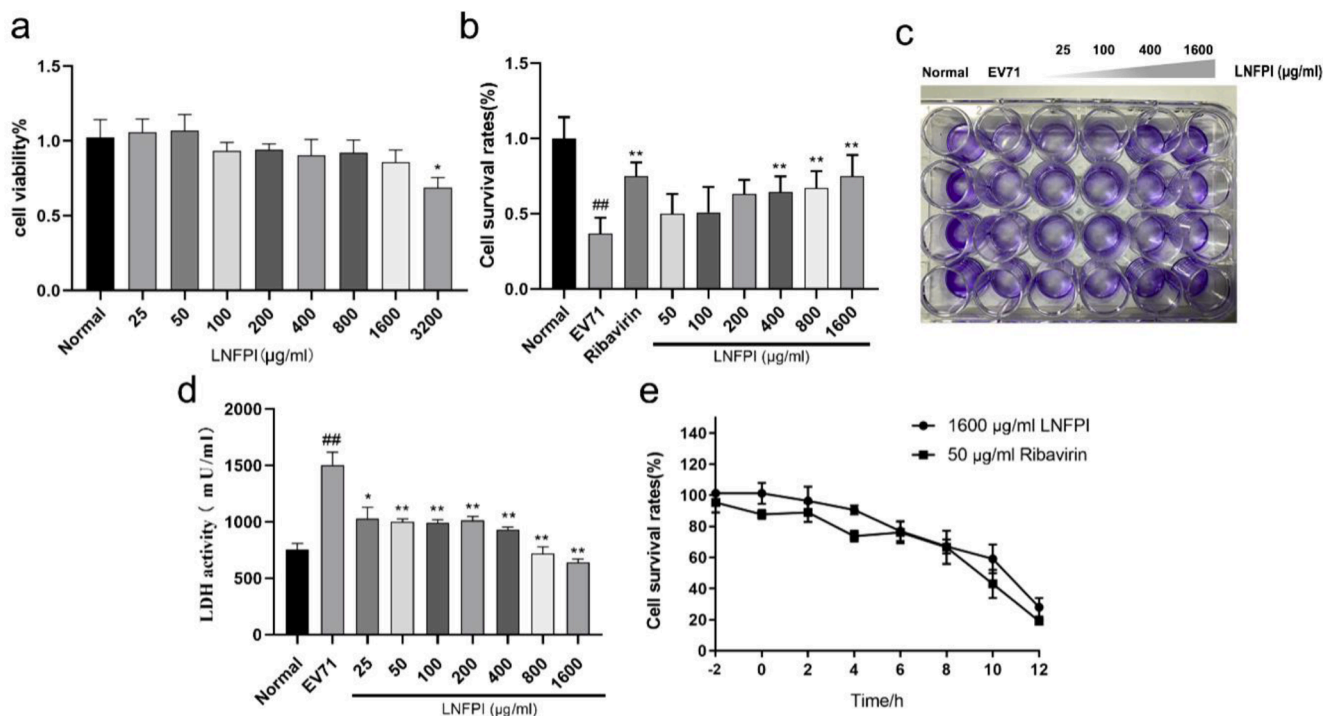 a
1.5
1.0
0.5
0.0
cell viability%
*
Normal
25
50
100
200
400
800
1600
3200
LNFPI(μg/ml)
b
1.5
1.0
0.5
0.0
Cell survival rates(%)
##
**
**
**
**
Normal
EV71
Ribavirin
50
100
200
400
800
1600
LNFPI (μg/ml)
c
25 100 400 1600
Normal EV71 LNFPI (μg/ml)
d
2000
1500
1000
500
0
LDH activity ( m U/ml)
##
*
**
**
**
**
**
**
Normal
EV71
25
50
100
200
400
800
1600
LNFPI (μg/ml)
e
140
120
100
80
60
40
20
0
Cell survival rates(%)
1600 μg/ml LNFPI
50 μg/ml Ribavirin
-2 0 2 4 6 8 10 12
Time/h